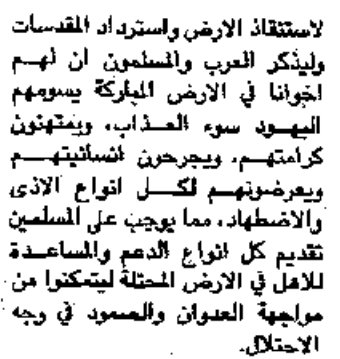 لاستنقاذ الارض واسترداد المقدسات
وليذكر العرب والمسلمون ان لهم
اخوانا في الارض المباركة يسومهم
اليهود سوء العذاب، ويمتهنون
كرامتهم، ويجرحون انسانيتهم
ويعرضونهم لكل انواع الاذى
والاضطهاد، مما يوجب على المسلمين
تقديم كل انواع الدعم والمساعدة
للاهل في الارض المحتلة ليتمكنوا من
مواجهة العدوان والصمود في وجه
الاحتلال.